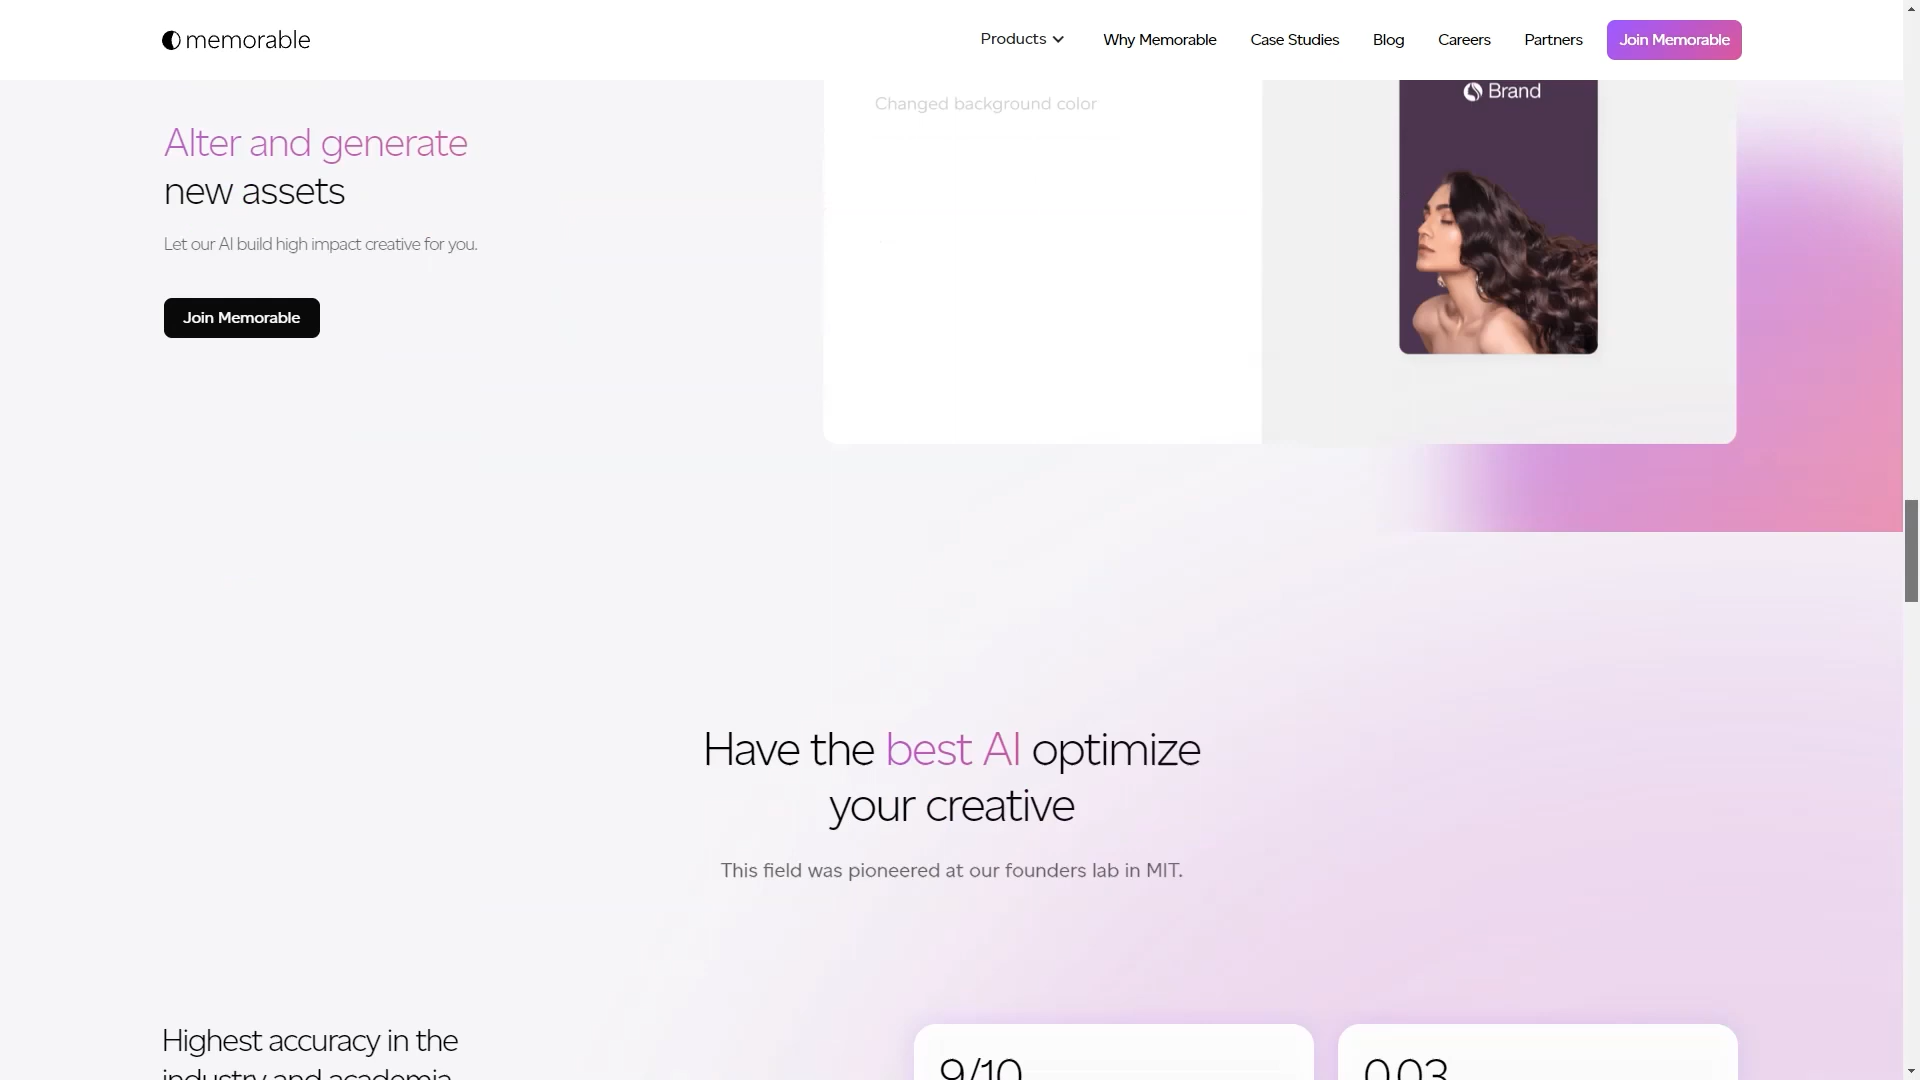 memorable
Products
Why Memorable
Case Studies
Blog
Careers
Partners
Join Memorable
Alter and generate
new assets
Let our AI build high impact creative for you.
Join Memorable
Changed background color
Brand
Have the best AI optimize
your creative
This field was pioneered at our founders lab in MIT.
Highest accuracy in the
industry and academia
9/10
0.03